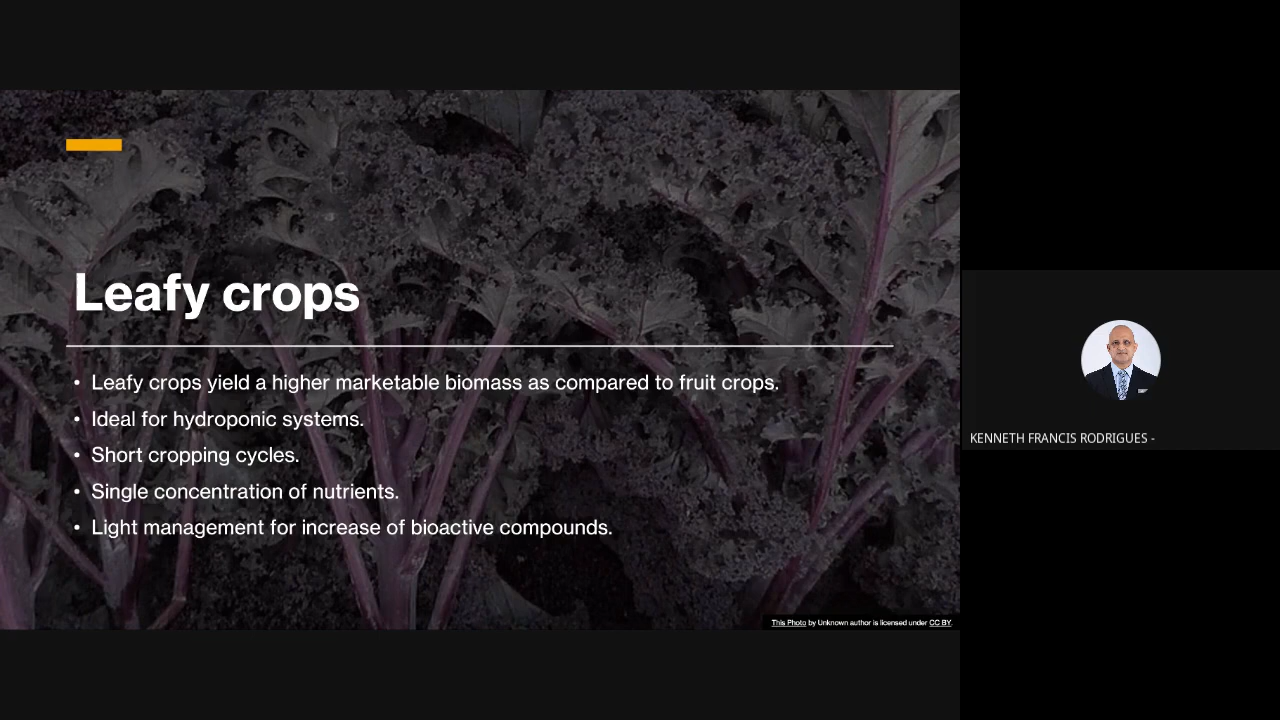 Leafy crops
• Leafy crops yield a higher marketable biomass as compared to fruit crops.
• Ideal for hydroponic systems.
• Short cropping cycles.
• Single concentration of nutrients.
• Light management for increase of bioactive compounds.
This Photo by Unknown author is licensed under CC BY.
KENNETH FRANCIS RODRIGUES -